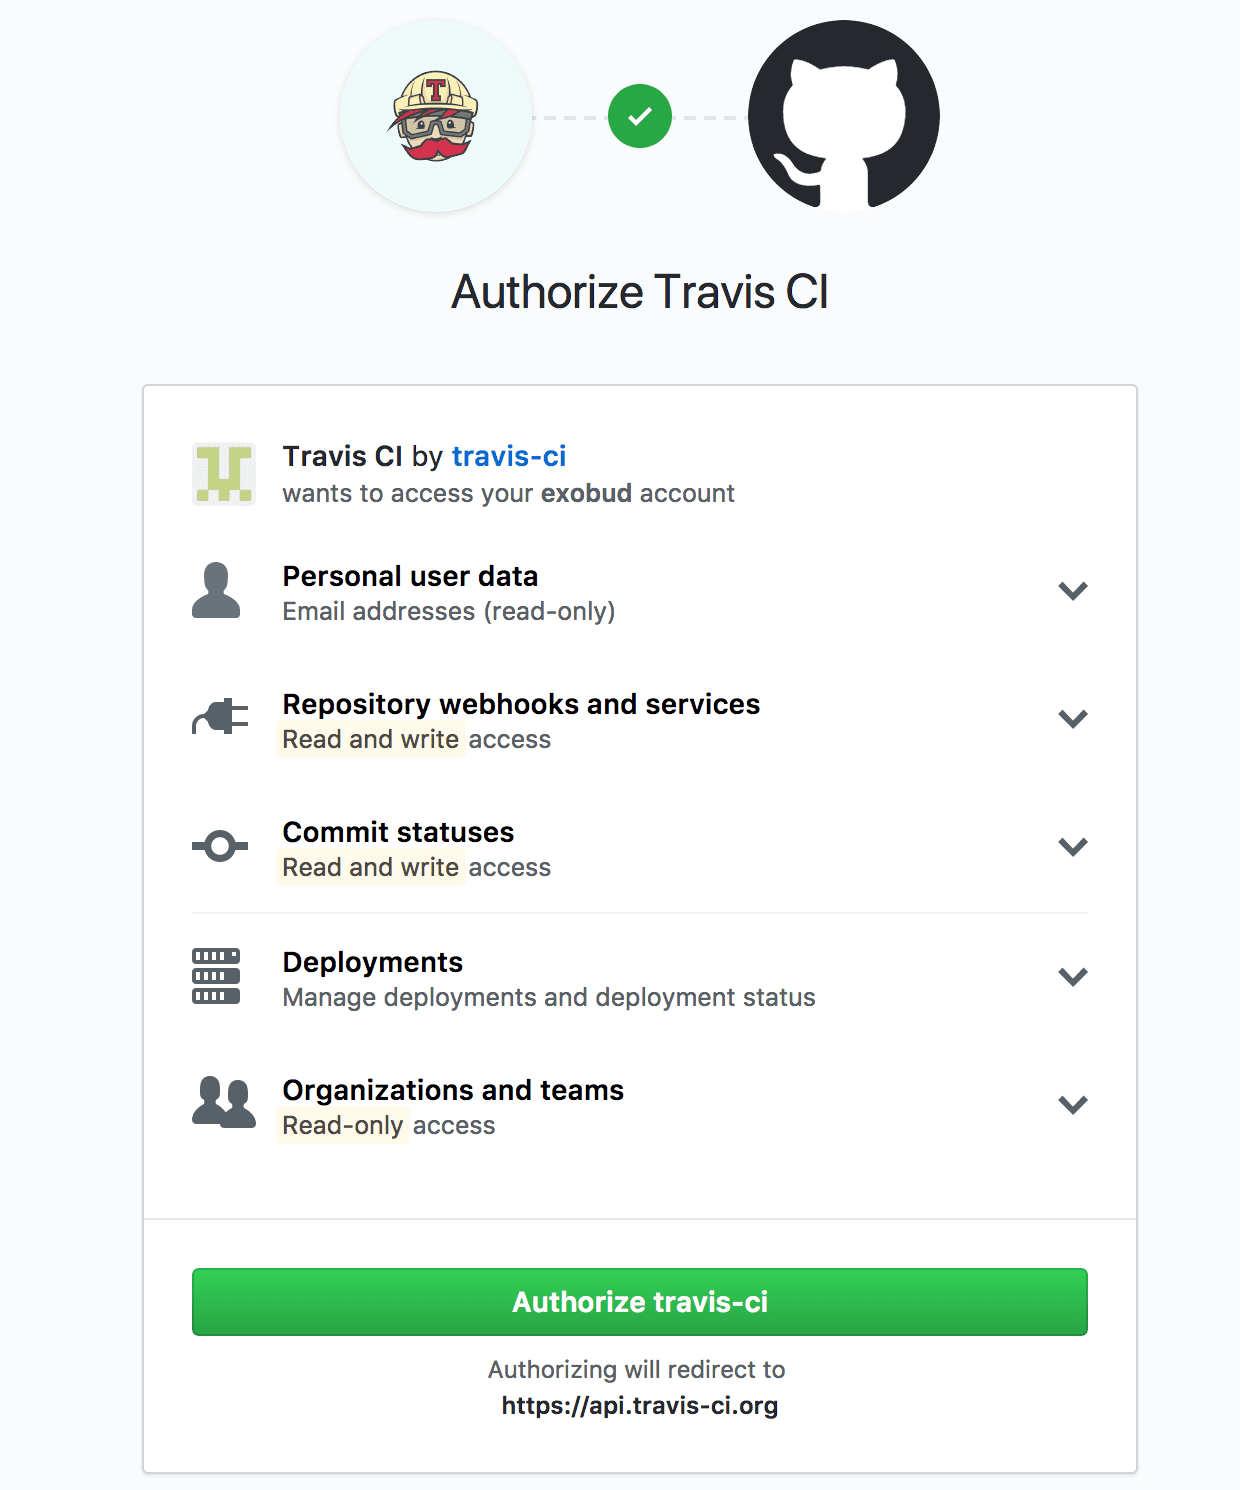 T
Authorize Travis CI
Travis CI by travis-ci
wants to access your exobud account
Personal user data
Email addresses (read-only)
Repository webhooks and services
Read and write access
Commit statuses
Read and write access
Deployments
Manage deployments and deployment status
Organizations and teams
Read-only access
Authorize travis-ci
Authorizing will redirect to
https://api.travis-ci.org